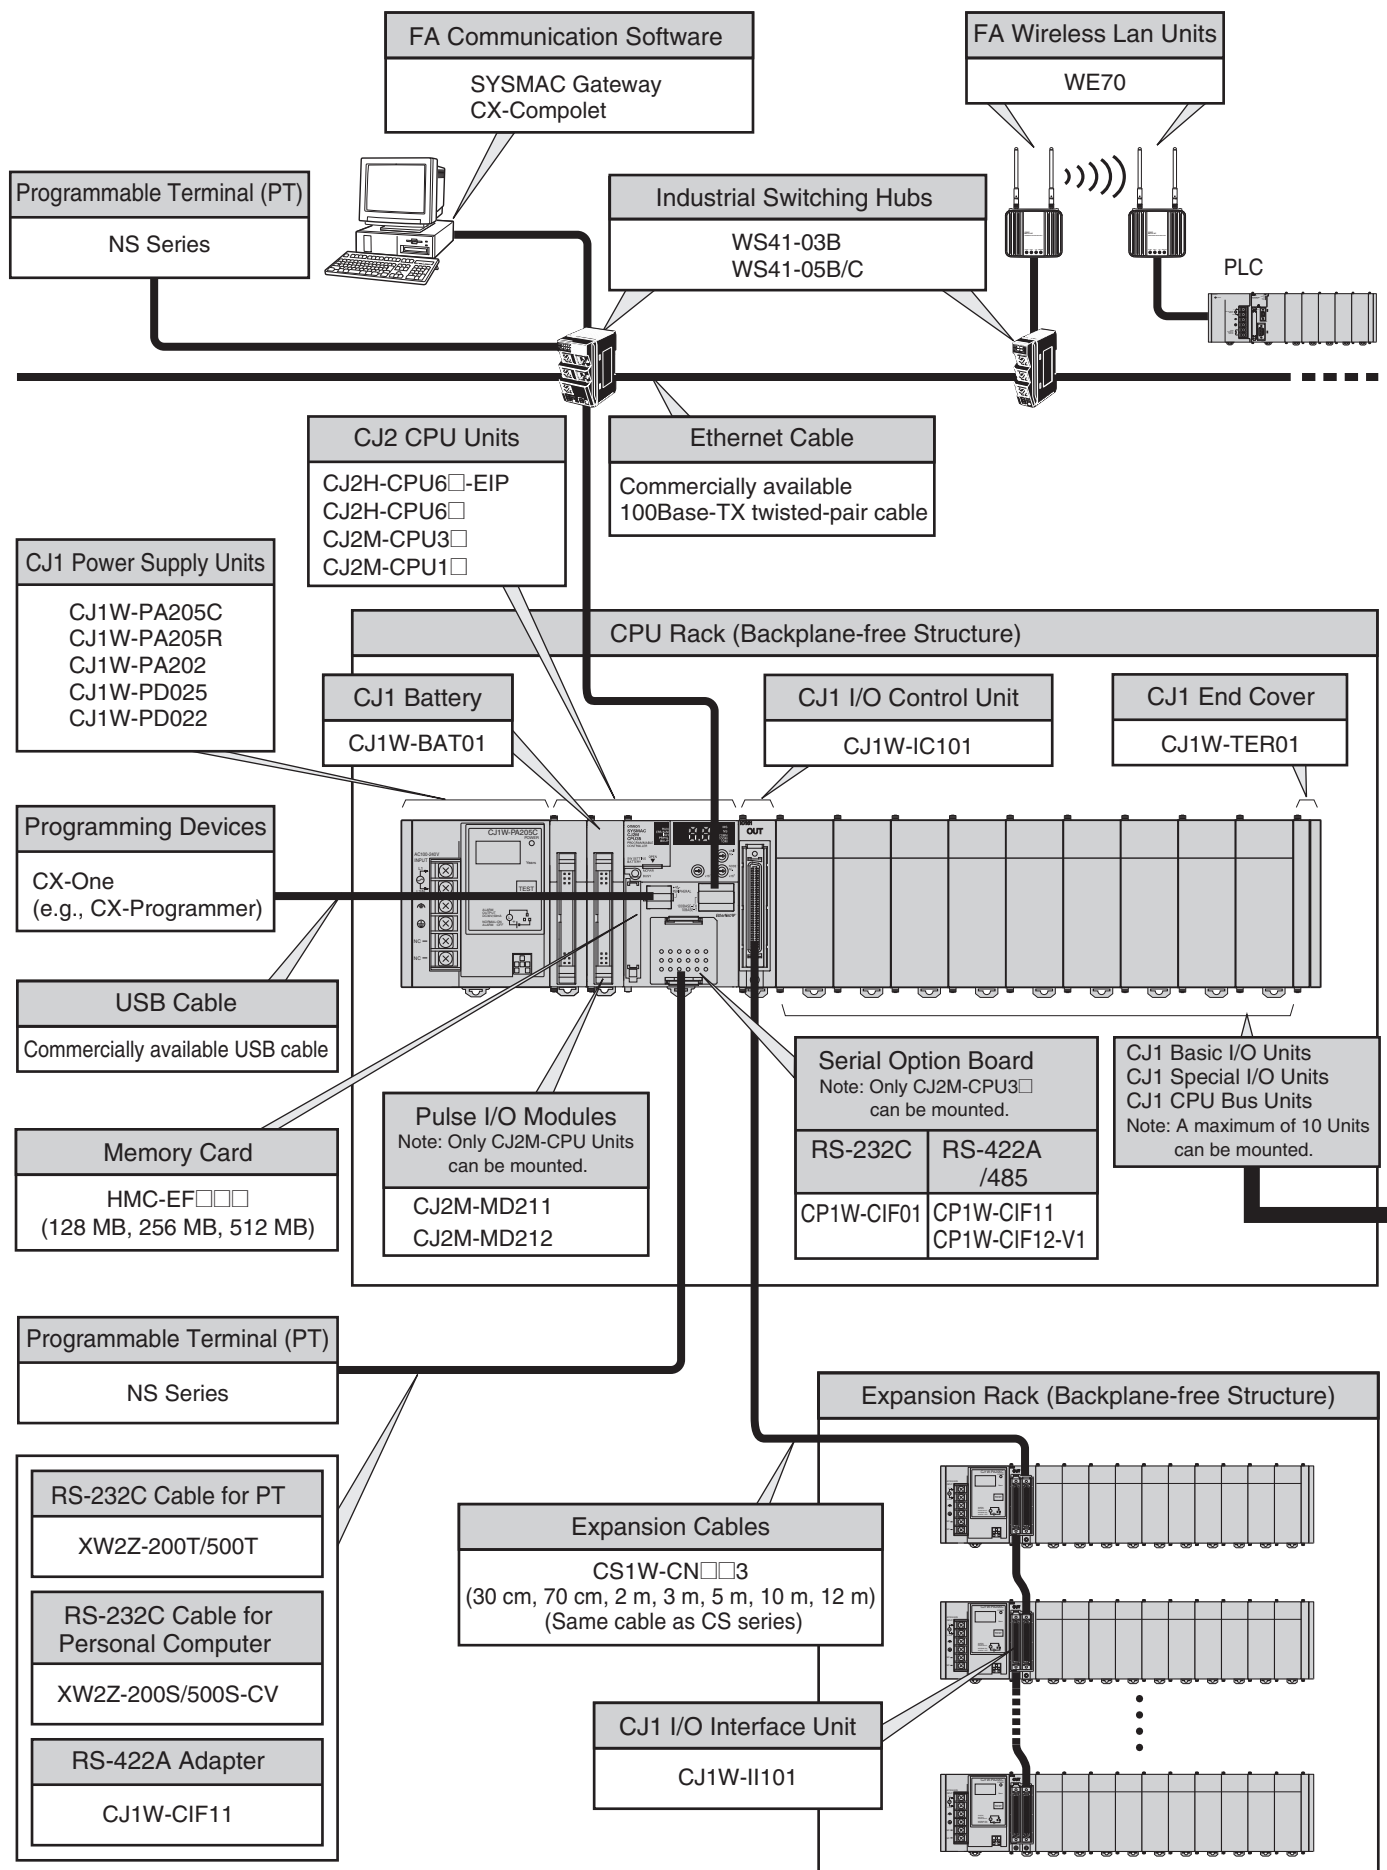 FA Communication Software
SYSMAC Gateway
CX-Compolet
FA Wireless Lan Units
WE70
Programmable Terminal (PT)
NS Series
Industrial Switching Hubs
WS41-03B
WS41-05B/C
PLC
CJ2 CPU Units
CJ2H-CPU6□-EIP
CJ2H-CPU6□
CJ2M-CPU3□
CJ2M-CPU1□
Ethernet Cable
Commercially available
100Base-TX twisted-pair cable
CJ1 Power Supply Units
CJ1W-PA205C
CJ1W-PA205R
CJ1W-PA202
CJ1W-PD025
CJ1W-PD022
CPU Rack (Backplane-free Structure)
CJ1 Battery
CJ1W-BAT01
CJ1 I/O Control Unit
CJ1W-IC101
CJ1 End Cover
CJ1W-TER01
Programming Devices
CX-One
(e.g., CX-Programmer)
CJ1W-PA205C
POWER
TEST
OUT
USB Cable
Commercially available USB cable
Memory Card
HMC-EF□□□
(128 MB, 256 MB, 512 MB)
Pulse I/O Modules
Note: Only CJ2M-CPU Units
can be mounted.
CJ2M-MD211
CJ2M-MD212
Serial Option Board
Note: Only CJ2M-CPU3□
can be mounted.
RS-232C
RS-422A
/485
CP1W-CIF01
CP1W-CIF11
CP1W-CIF12-V1
CJ1 Basic I/O Units
CJ1 Special I/O Units
CJ1 CPU Bus Units
Note: A maximum of 10 Units
can be mounted.
Programmable Terminal (PT)
NS Series
RS-232C Cable for PT
XW2Z-200T/500T
RS-232C Cable for
Personal Computer
XW2Z-200S/500S-CV
RS-422A Adapter
CJ1W-CIF11
Expansion Rack (Backplane-free Structure)
Expansion Cables
CS1W-CN□□3
(30 cm, 70 cm, 2 m, 3 m, 5 m, 10 m, 12 m)
(Same cable as CS series)
CJ1 I/O Interface Unit
CJ1W-II101